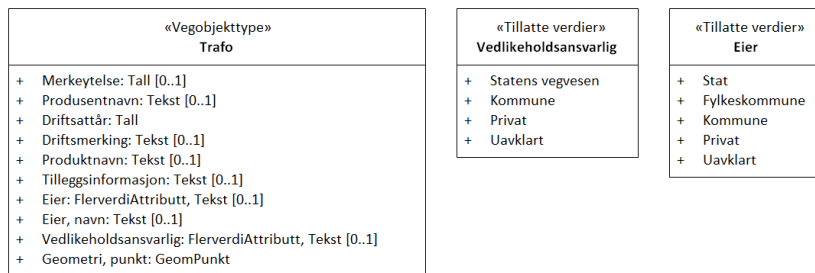 «Vegobjekttype»
Trafo
+ Merkeytelse: Tall [0..1]
+ Produsentnavn: Tekst [0..1]
+ Driftsattår: Tall
+ Driftsmerking: Tekst [0..1]
+ Produktnavn: Tekst [0..1]
+ Tilleggsinformasjon: Tekst [0..1]
+ Eier: FlerverdiAttributt, Tekst [0..1]
+ Eier, navn: Tekst [0..1]
+ Vedlikeholdsansvarlig: FlerverdiAttributt, Tekst [0..1]
+ Geometri, punkt: GeomPunkt
«Tillatte verdier»
Vedlikeholdsansvarlig
+ Statens vegvesen
+ Kommune
+ Privat
+ Uavklart
«Tillatte verdier»
Eier
+ Stat
+ Fylkeskommune
+ Kommune
+ Privat
+ Uavklart